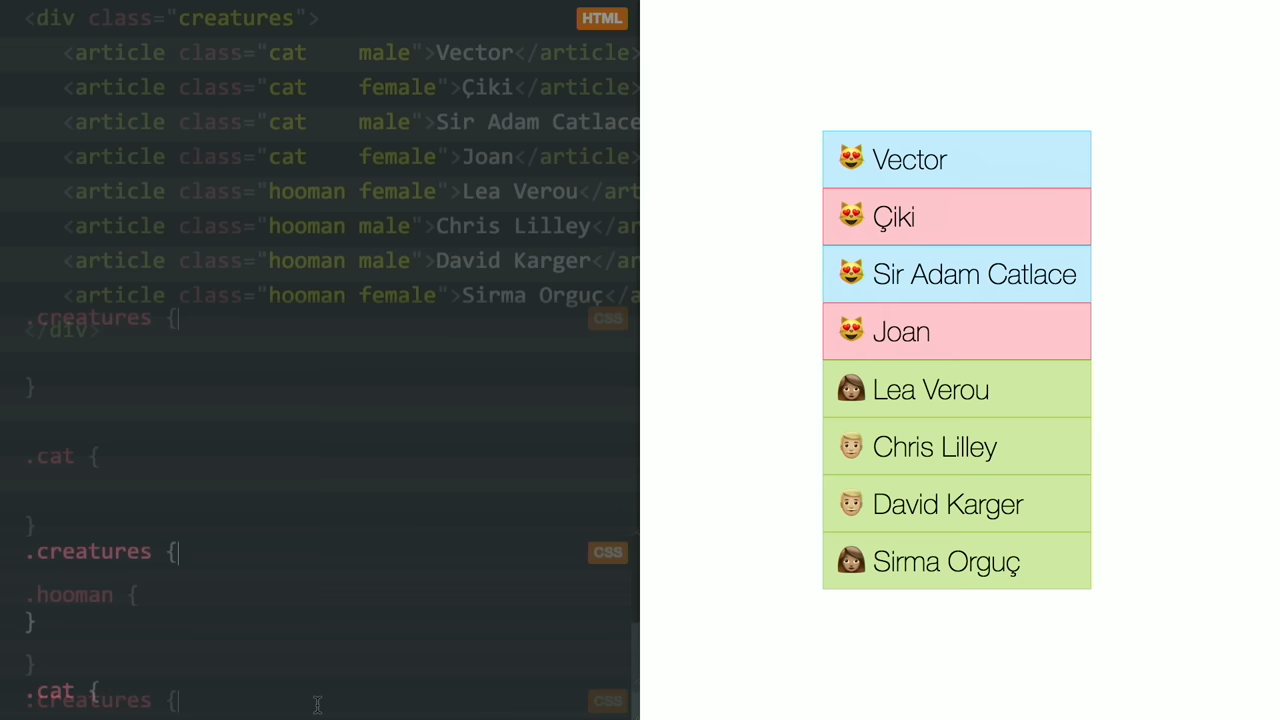 <div class="creatures"> HTML
<article class="cat    male">Vector</article>
<article class="cat    female">Çiki</article>
<article class="cat    male">Sir Adam Catlace
<article class="cat    female">Joan</article>
<article class="hooman female">Lea Verou</art
<article class="hooman male">Chris Lilley</ar
<article class="hooman male">David Karger</ar
<article class="hooman female">Sirma Orguç</a
.creatures { CSS
</div>
}
.cat {
}
.creatures { CSS
.hooman {
}
}
.cat {
.creatures { CSS
Vector
Çiki
Sir Adam Catlace
Joan
Lea Verou
Chris Lilley
David Karger
Sirma Orguç